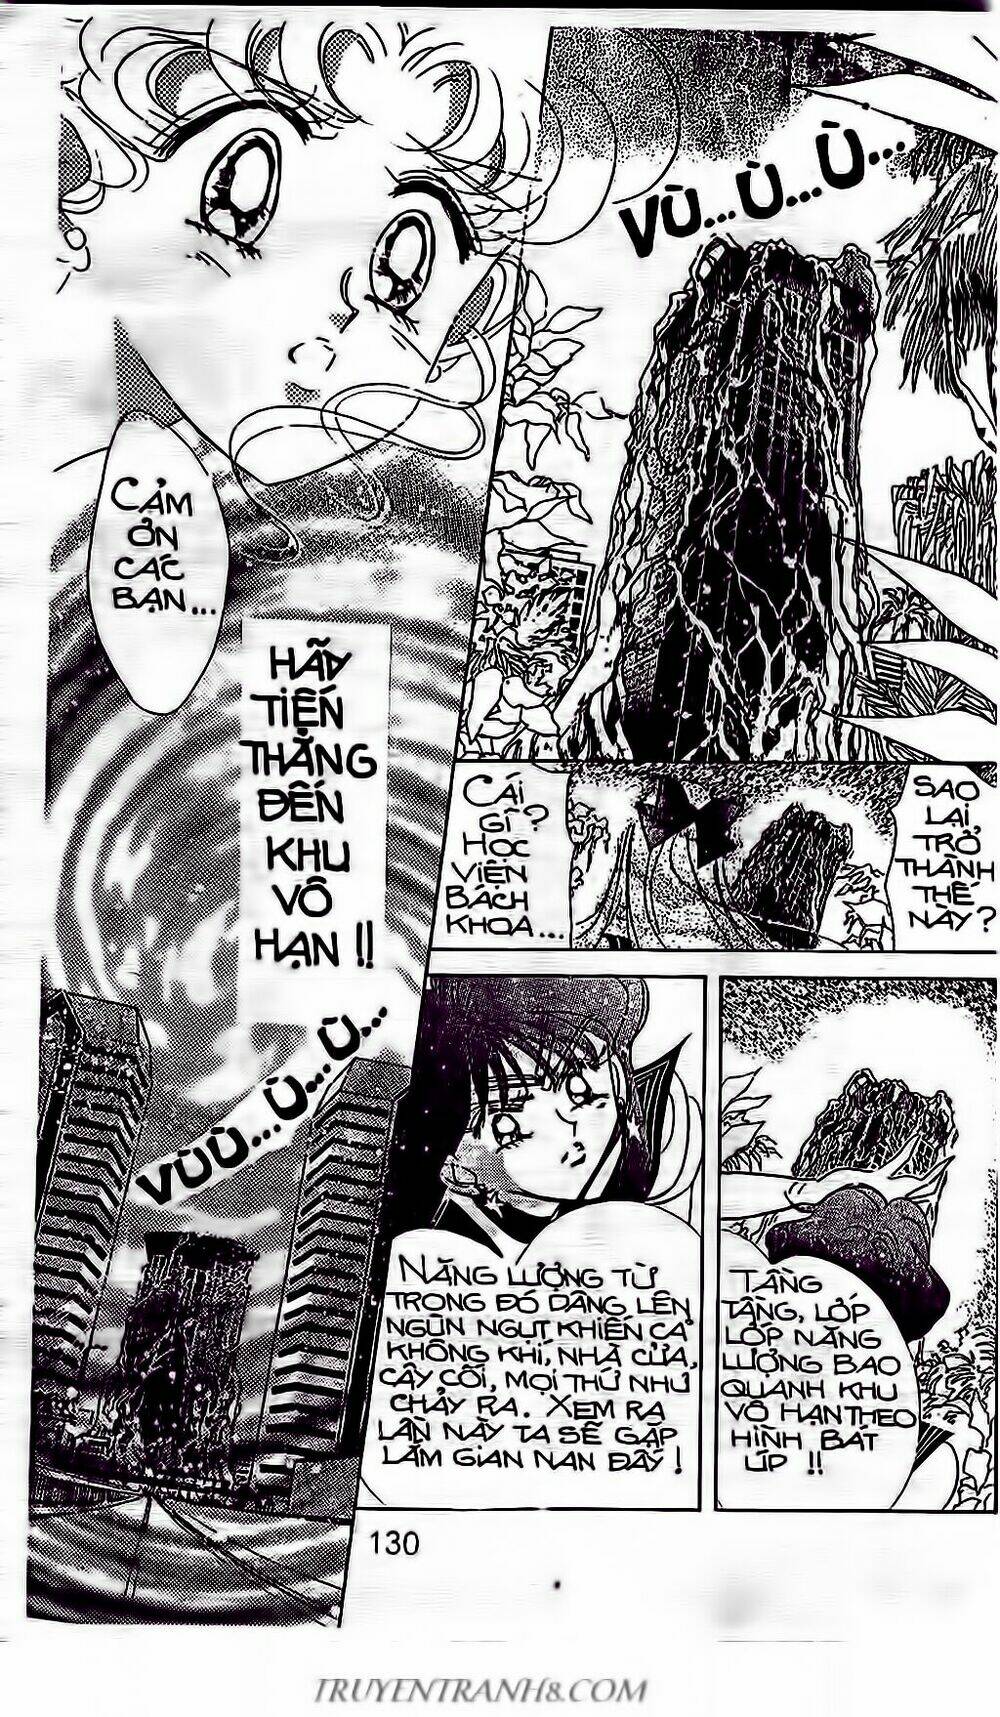 VÙ...Ù...Ù...
CẢM
ƠN
CÁC
BẠN...
HÃY
TIẾN
THẲNG
ĐẾN
KHU
VÔ
HẠN !!
VÙÙ...Ù...Ù...
CÁI
GÌ?
HỌC
VIỆN
BÁCH
KHOA...
SAO
LẠI
TRỞ
THÀNH
THẾ
NÀY?
NĂNG LƯỢNG TỪ
TRONG ĐÓ DÂNG LÊN
NGÙN NGỤT KHIẾN CẢ
KHÔNG KHÍ, NHÀ CỬA,
CÂY CỐI, MỌI THỨ NHƯ
CHẢY RA. XEM RA
LẦN NÀY TA SẼ GẶP
LẮM GIAN NAN ĐẤY!
TẦNG
TẦNG, LỚP
LỚP NĂNG
LƯỢNG BAO
QUANH KHU
VÔ HẠN THEO
HÌNH BÁT
ÚP !!
130
TRUYENTRANH8.COM